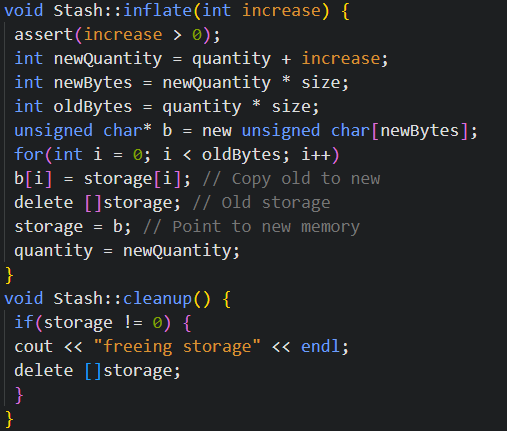 void Stash::inflate(int increase) {
assert(increase > 0);
int newQuantity = quantity + increase;
int newBytes = newQuantity * size;
int oldBytes = quantity * size;
unsigned char* b = new unsigned char[newBytes];
for(int i = 0; i < oldBytes; i++)
b[i] = storage[i]; // Copy old to new
delete []storage; // Old storage
storage = b; // Point to new memory
quantity = newQuantity;
}
void Stash::cleanup() {
if(storage != 0) {
cout << "freeing storage" << endl;
delete []storage;
}
}